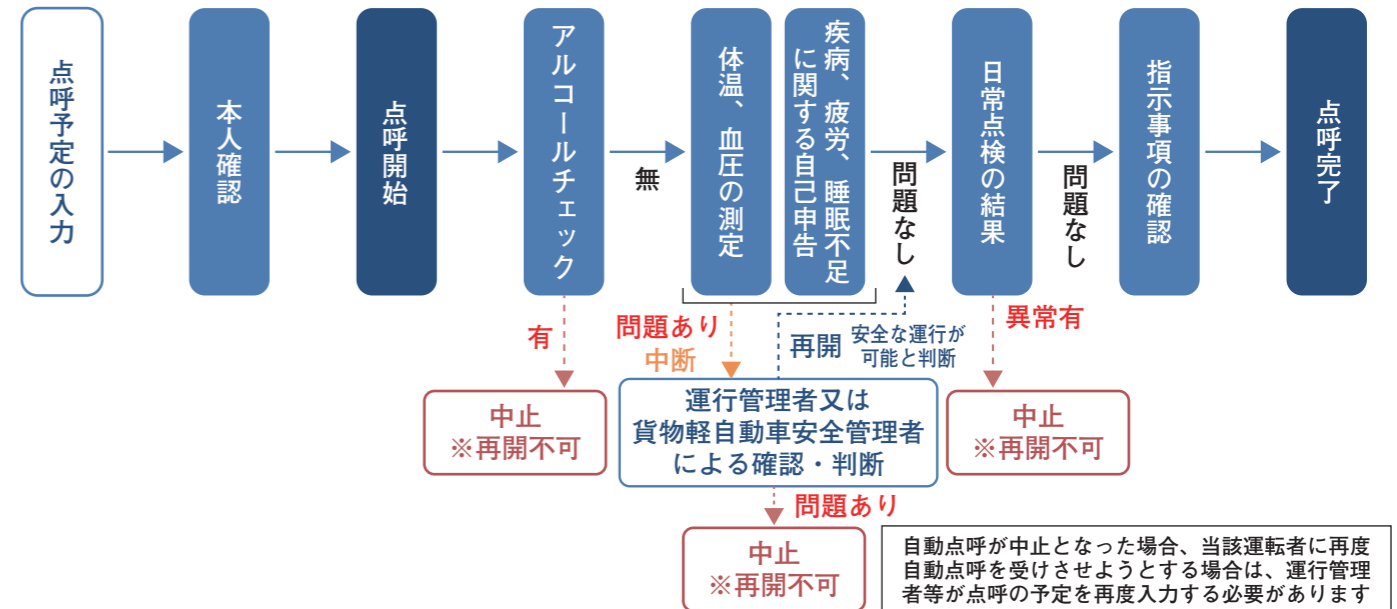 点呼予定の入力
本人確認
点呼開始
アルコールチェック
無
体温、血圧の測定
疾病、疲労、睡眠不足
に関する自己申告
問題なし
日常点検の結果
問題なし
指示事項の確認
点呼完了
有
中止
※再開不可
問題あり
中断
再開
安全な運行が
可能と判断
運行管理者又は
貨物軽自動車安全管理者
による確認・判断
問題あり
中止
※再開不可
異常有
中止
※再開不可
自動点呼が中止となった場合、当該運転者に再度
自動点呼を受けさせようとする場合は、運行管理
者等が点呼の予定を再度入力する必要があります